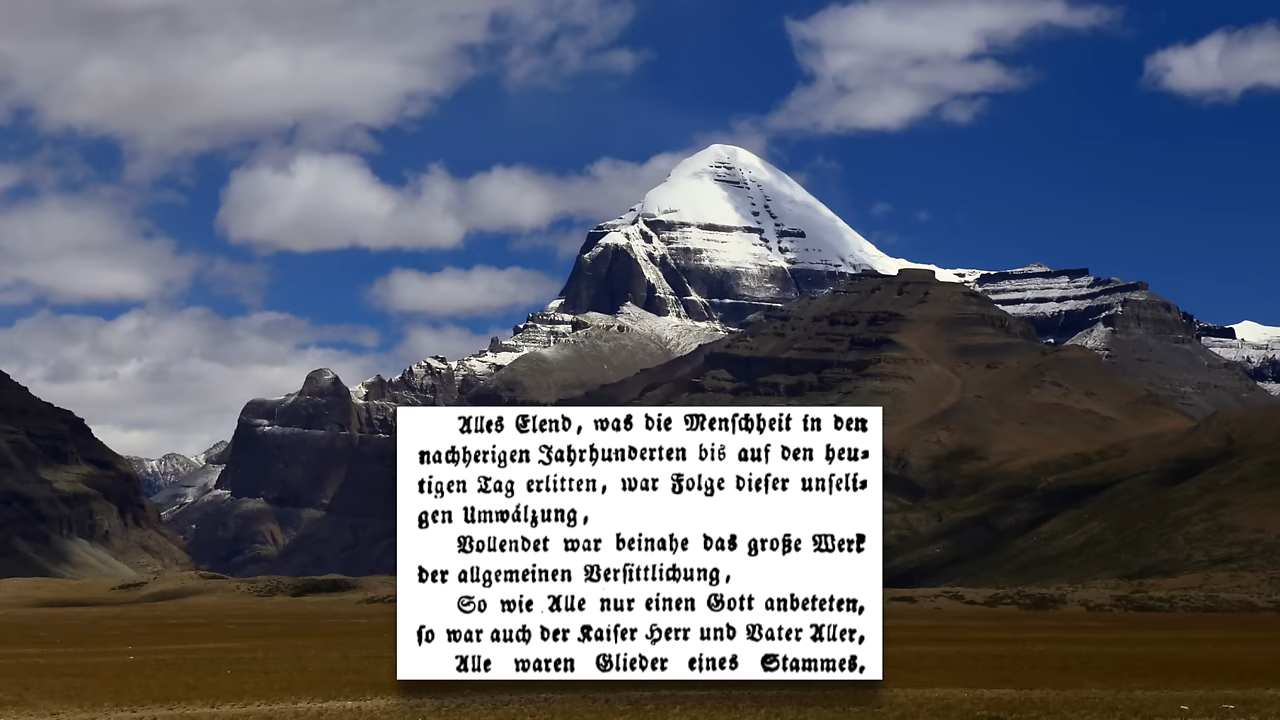 Alles Elend, was die Menſchheit in den
nachherigen Jahrhunderten bis auf den heu⸗
tigen Tag erlitten, war Folge dieſer unſeli⸗
gen Umwälzung,
Vollendet war beinahe das große Werk
der allgemeinen Verſittlichung,
So wie Alle nur einen Gott anbeteten,
ſo war auch der Kaiſer Herr und Vater Aller,
Alle waren Glieder eines Stammes,